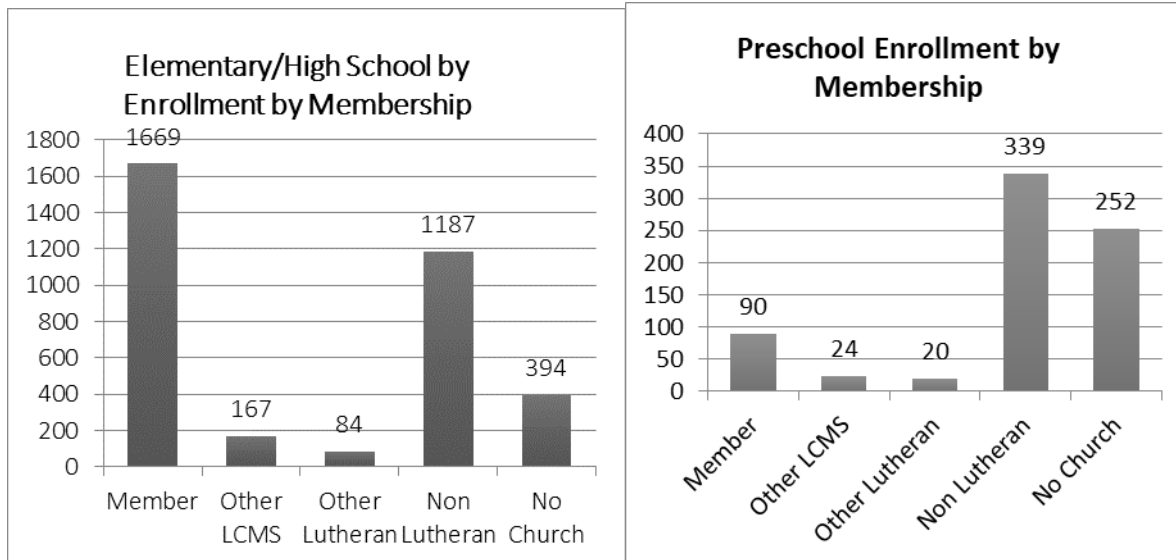 Elementary/High School by
Enrollment by Membership
1800
1600
1400
1200
1000
800
600
400
200
0
1669
167
84
1187
394
Member
Other
LCMS
Other
Lutheran
Non
Lutheran
No
Church
Preschool Enrollment by
Membership
400
350
300
250
200
150
100
50
0
90
24
20
339
252
Member
Other LCMS
Other Lutheran
Non Lutheran
No Church